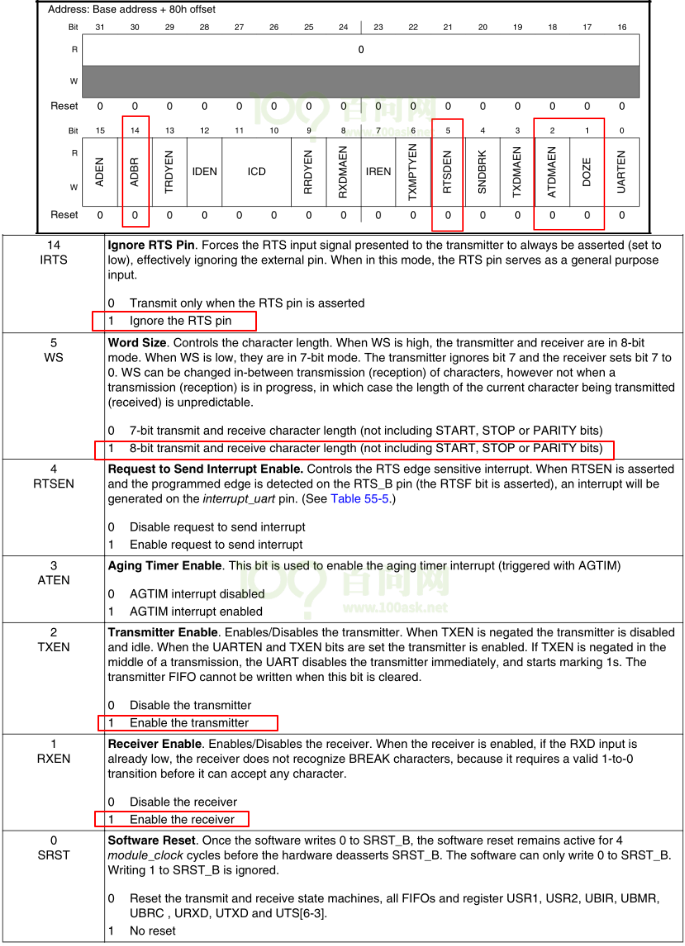 Address: Base address + 80h offset
Bit 31 30 29 28 27 26 25 24 23 22 21 20 19 18 17 16
R 0
W
Reset 0 0 0 0 0 0 0 0 0 0 0 0 0 0 0 0
Bit 15 14 13 12 11 10 9 8 7 6 5 4 3 2 1 0
R
W
ADEN ADBR TRDYEN IDEN ICD RRDYEN RXDMAEN IREN TXMPTYEN RTSDEN SNDBRK TXDMAEN ATDMAEN DOZE UARTEN
Reset 0 0 0 0 0 0 0 0 0 0 0 0 0 0 0 0
百问网
www.100ask.net
14
IRTS
Ignore RTS Pin. Forces the RTS input signal presented to the transmitter to always be asserted (set to
low), effectively ignoring the external pin. When in this mode, the RTS pin serves as a general purpose
input.
0 Transmit only when the RTS pin is asserted
1 Ignore the RTS pin
5
WS
Word Size. Controls the character length. When WS is high, the transmitter and receiver are in 8-bit
mode. When WS is low, they are in 7-bit mode. The transmitter ignores bit 7 and the receiver sets bit 7 to
0. WS can be changed in-between transmission (reception) of characters, however not when a
transmission (reception) is in progress, in which case the length of the current character being transmitted
(received) is unpredictable.
0 7-bit transmit and receive character length (not including START, STOP or PARITY bits)
1 8-bit transmit and receive character length (not including START, STOP or PARITY bits)
4
RTSEN
Request to Send Interrupt Enable. Controls the RTS edge sensitive interrupt. When RTSEN is asserted
and the programmed edge is detected on the RTS_B pin (the RTSF bit is asserted), an interrupt will be
generated on the interrupt_uart pin. (See Table 55-5.)
0 Disable request to send interrupt
1 Enable request to send interrupt
3
ATEN
Aging Timer Enable. This bit is used to enable the aging timer interrupt (triggered with AGTIM)
0 AGTIM interrupt disabled
1 AGTIM interrupt enabled
百问网
www.100ask.net
2
TXEN
Transmitter Enable. Enables/Disables the transmitter. When TXEN is negated the transmitter is disabled
and idle. When the UARTEN and TXEN bits are set the transmitter is enabled. If TXEN is negated in the
middle of a transmission, the UART disables the transmitter immediately, and starts marking 1s. The
transmitter FIFO cannot be written when this bit is cleared.
0 Disable the transmitter
1 Enable the transmitter
1
RXEN
Receiver Enable. Enables/Disables the receiver. When the receiver is enabled, if the RXD input is
already low, the receiver does not recognize BREAK characters, because it requires a valid 1-to-0
transition before it can accept any character.
0 Disable the receiver
1 Enable the receiver
0
SRST
Software Reset. Once the software writes 0 to SRST_B, the software reset remains active for 4
module_clock cycles before the hardware deasserts SRST_B. The software can only write 0 to SRST_B.
Writing 1 to SRST_B is ignored.
0 Reset the transmit and receive state machines, all FIFOs and register USR1, USR2, UBIR, UBMR,
UBRC , URXD, UTXD and UTS[6-3].
1 No reset